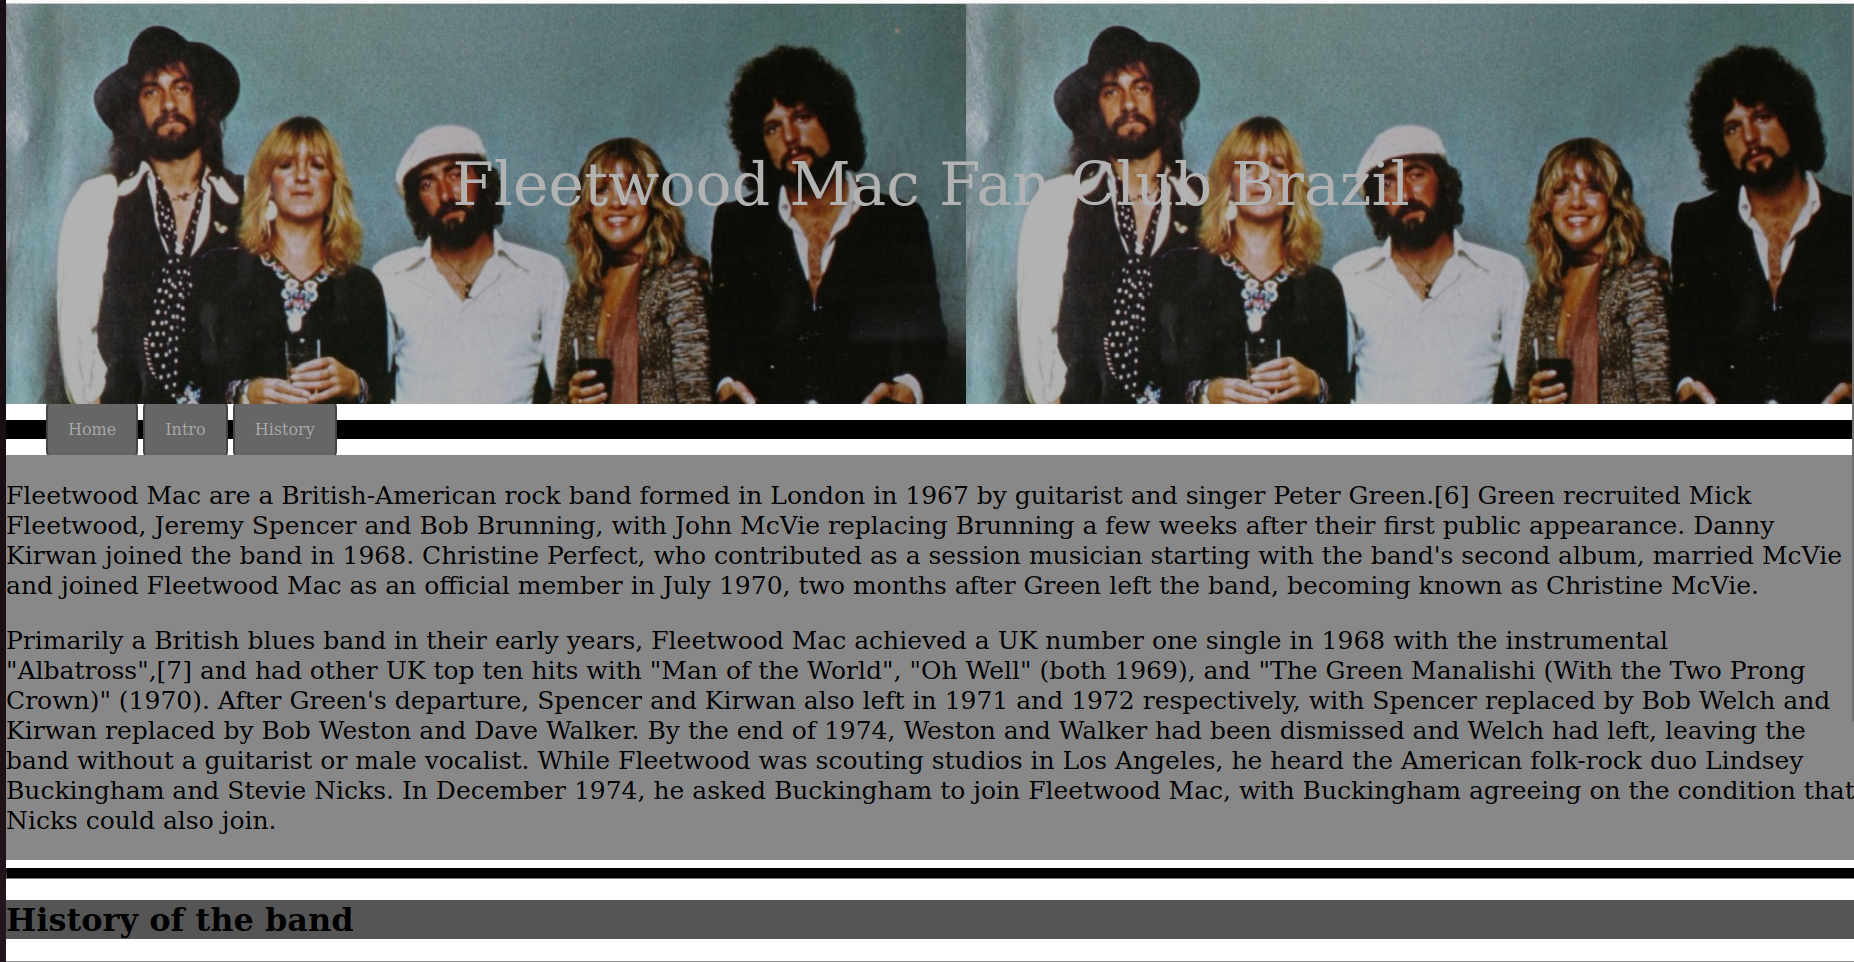 Fleetwood Mac Fan Club Brazil
Home Intro History
Fleetwood Mac are a British-American rock band formed in London in 1967 by guitarist and singer Peter Green.[6] Green recruited Mick
Fleetwood, Jeremy Spencer and Bob Brunning, with John McVie replacing Brunning a few weeks after their first public appearance. Danny
Kirwan joined the band in 1968. Christine Perfect, who contributed as a session musician starting with the band's second album, married McVie
and joined Fleetwood Mac as an official member in July 1970, two months after Green left the band, becoming known as Christine McVie.
Primarily a British blues band in their early years, Fleetwood Mac achieved a UK number one single in 1968 with the instrumental
"Albatross",[7] and had other UK top ten hits with "Man of the World", "Oh Well" (both 1969), and "The Green Manalishi (With the Two Prong
Crown)" (1970). After Green's departure, Spencer and Kirwan also left in 1971 and 1972 respectively, with Spencer replaced by Bob Welch and
Kirwan replaced by Bob Weston and Dave Walker. By the end of 1974, Weston and Walker had been dismissed and Welch had left, leaving the
band without a guitarist or male vocalist. While Fleetwood was scouting studios in Los Angeles, he heard the American folk-rock duo Lindsey
Buckingham and Stevie Nicks. In December 1974, he asked Buckingham to join Fleetwood Mac, with Buckingham agreeing on the condition that
Nicks could also join.
History of the band